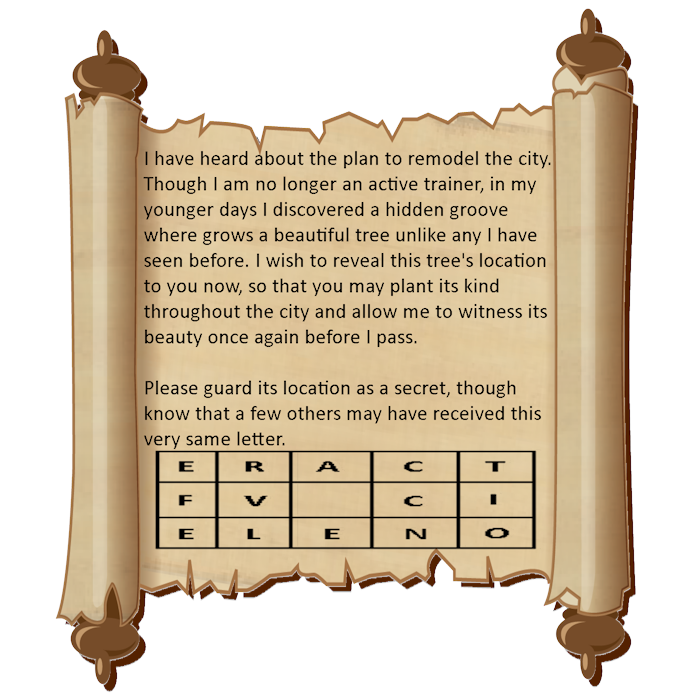 I have heard about the plan to remodel the city.
Though I am no longer an active trainer, in my
younger days I discovered a hidden groove
where grows a beautiful tree unlike any I have
seen before. I wish to reveal this tree's location
to you now, so that you may plant its kind
throughout the city and allow me to witness its
beauty once again before I pass.
Please guard its location as a secret, though
know that a few others may have received this
very same letter.
E R A C T
F V C I
E L E N O